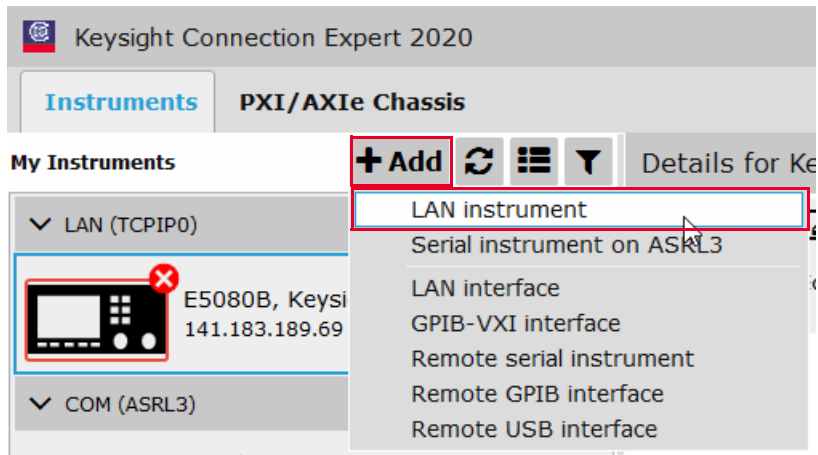 Keysight Connection Expert 2020
Instruments PXI/AXIe Chassis
My Instruments
Add
Details for Ke
LAN (TCPIP0)
E5080B, Keysi
141.183.189.69
COM (ASRL3)
LAN instrument
Serial instrument on ASRL3
LAN interface
GPIB-VXI interface
Remote serial instrument
Remote GPIB interface
Remote USB interface